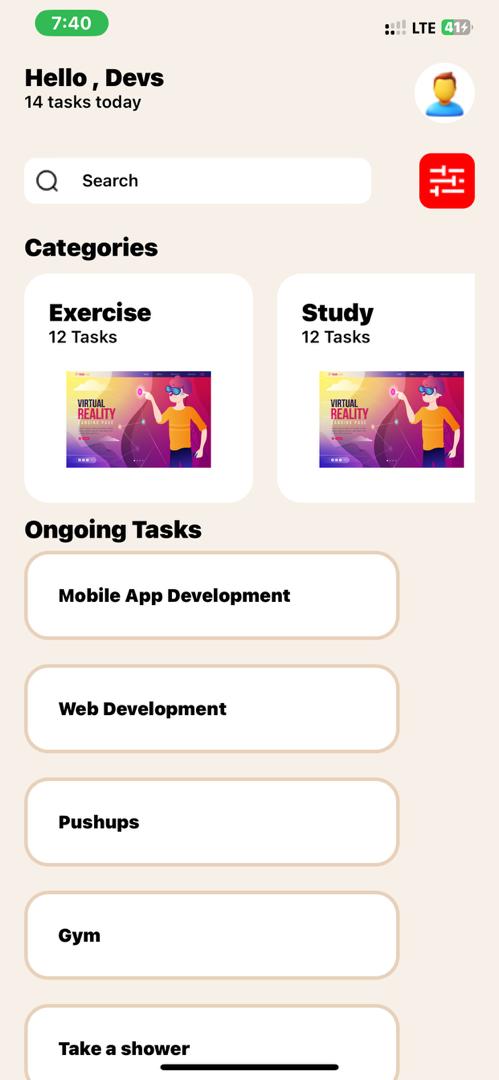 7:40
LTE 41
Hello , Devs
14 tasks today
Search
Categories
Exercise
12 Tasks
VIRTUAL
REALITY
LANDING PAGE
Study
12 Tasks
VIRTUAL
REALITY
LANDING PAGE
Ongoing Tasks
Mobile App Development
Web Development
Pushups
Gym
Take a shower